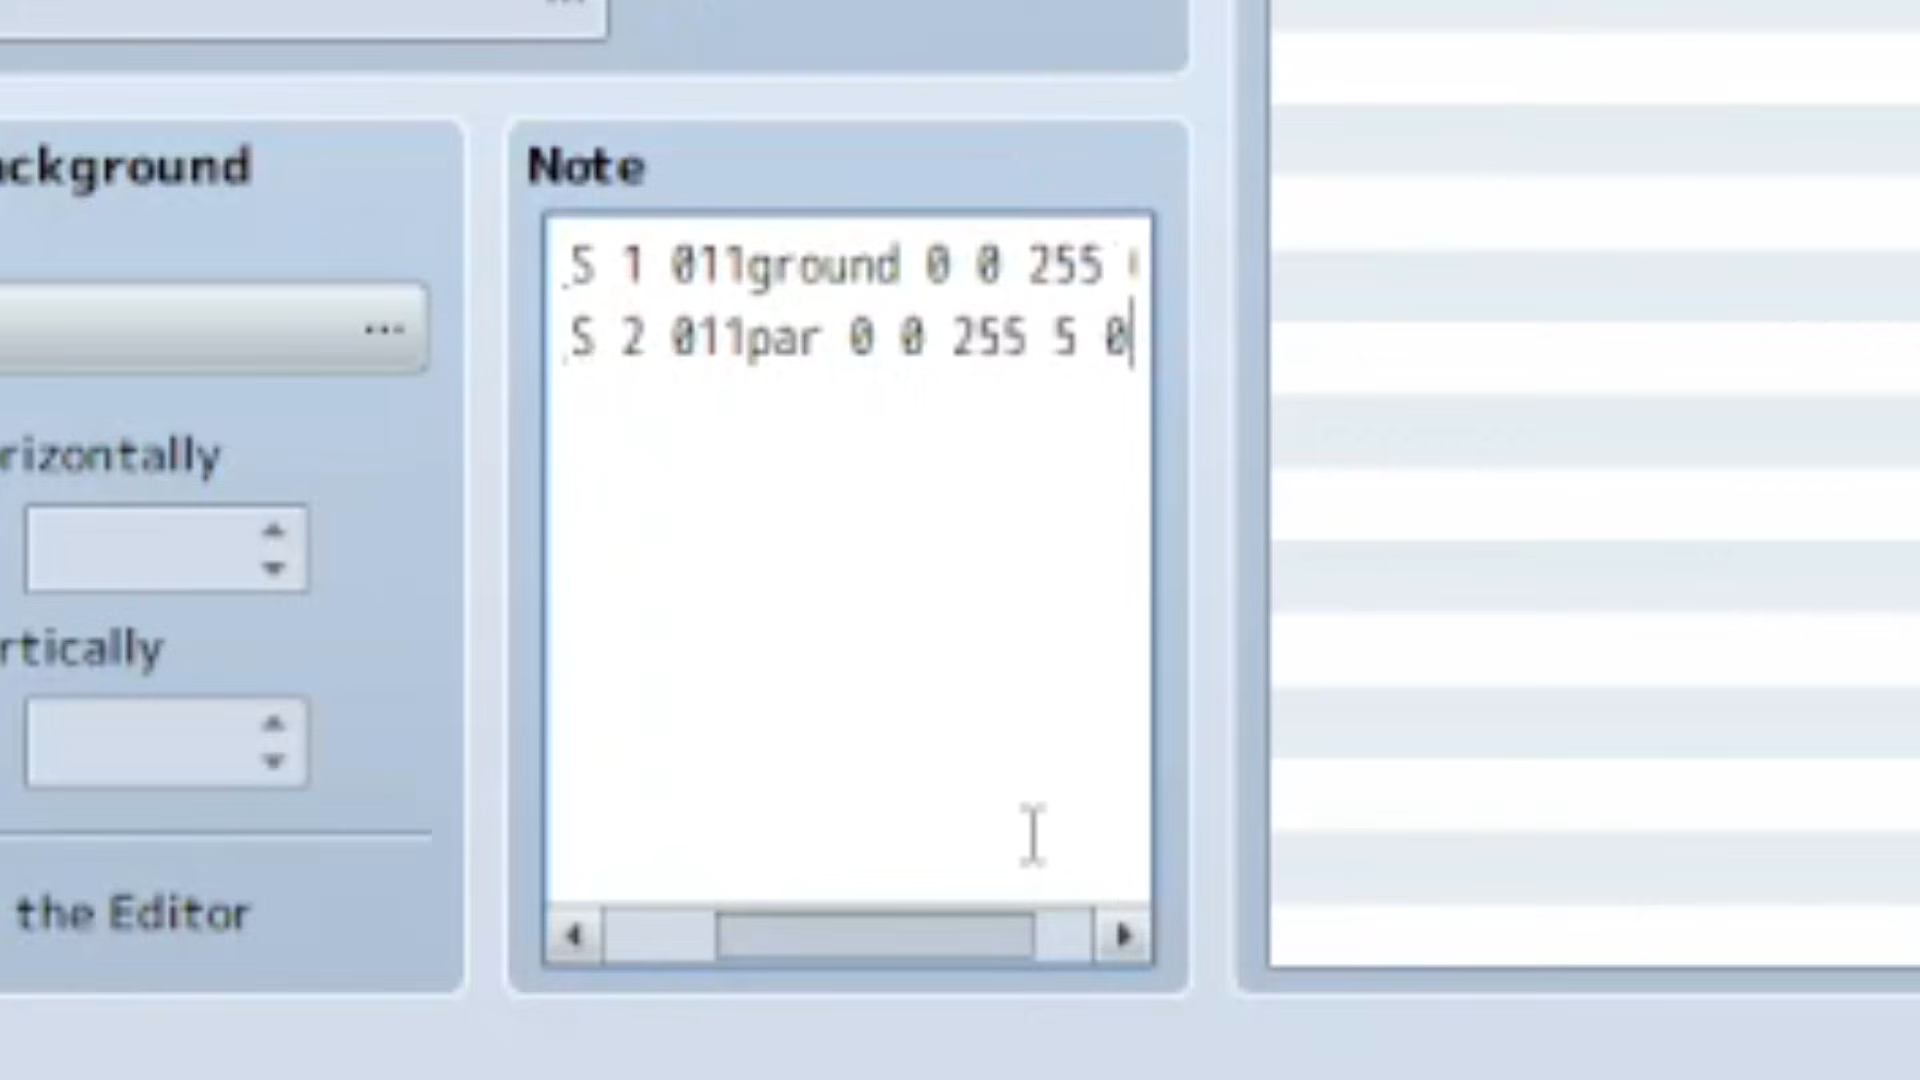 ...
ckground
Note
S 1 011ground 0 0 255
S 2 011par 0 0 255 5 0
...
rizontally
rtically
the Editor